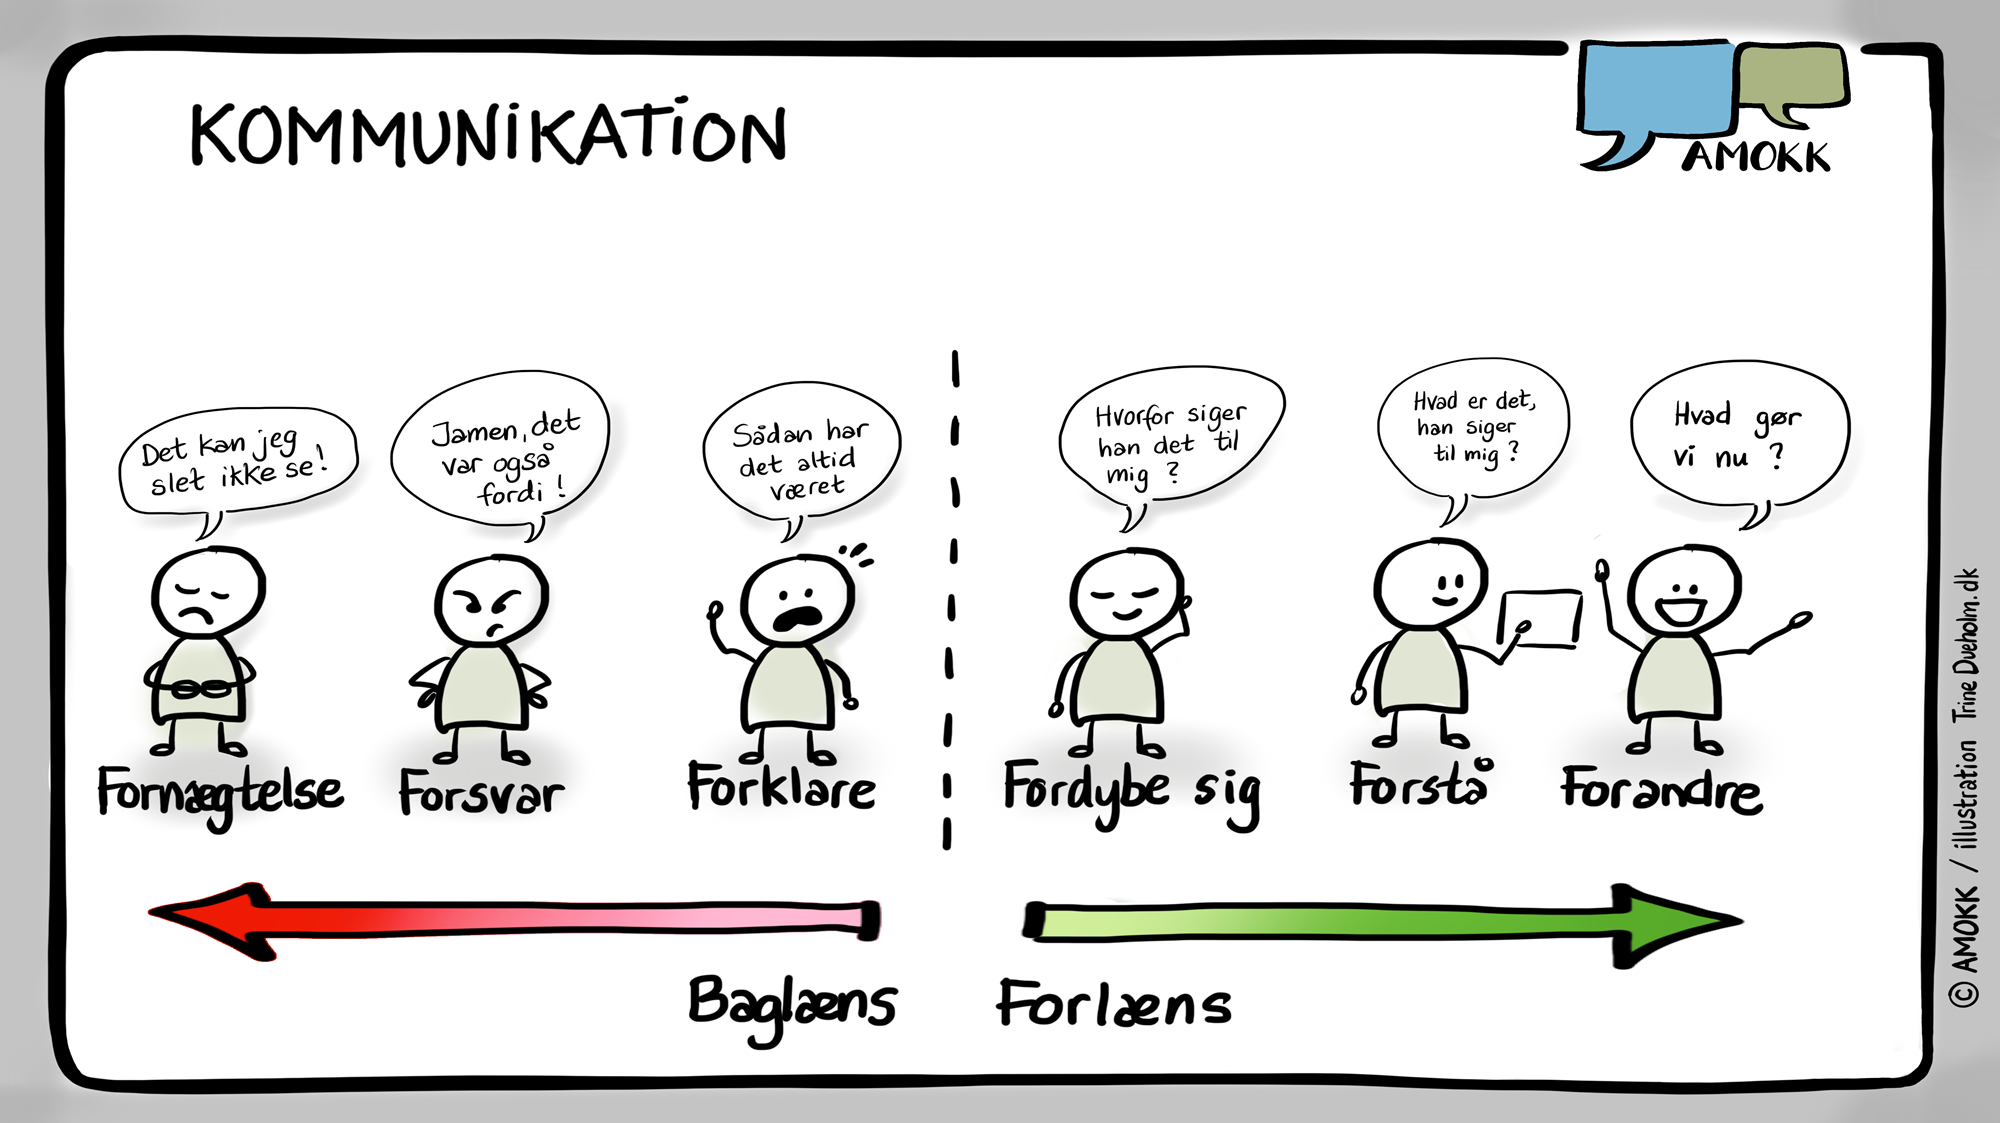 KOMMUNiKATiON
AMOKK
Det kan jeg
slet ikke se!
Jamen, det
var også
fordi!
Sådan har
det altid
været
Hvorfor siger
han det til
mig?
Hvad er det,
han siger
til mig?
Hvad gør
vi nu?
Fornægtelse
Forsvar
Forklare
Fordybe sig
Forstå
Forandre
Baglæns
Forlæns
© AMOKK / illustration Trine Dueholm.dk